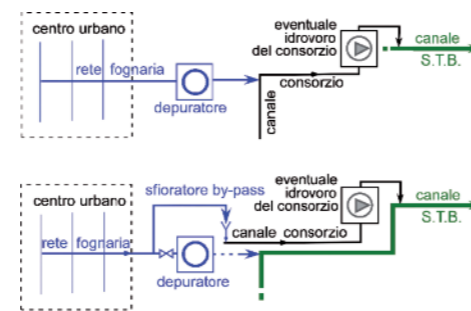 centro urbano
eventuale
idrovoro
del consorzio
canale
S.T.B.
rete fognaria
consorzio
depuratore
canale
sfioratore by-pass
eventuale
idrovoro
del consorzio
centro urbano
canale
S.T.B.
rete fognaria
canale consorzio
depuratore